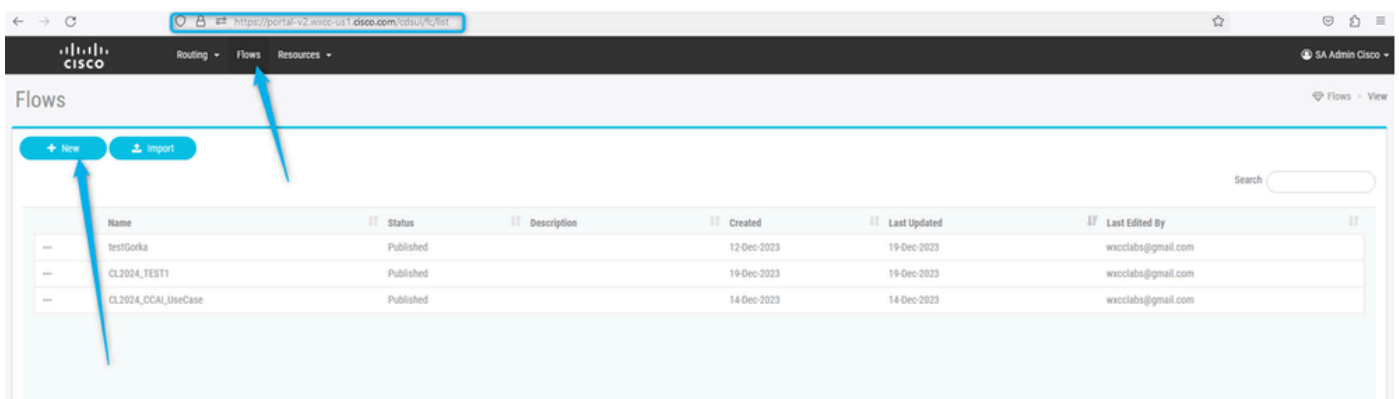 https://portal-v2.wxcc-us1.cisco.com/cdsui/fc/list
CISCO Routing Flows Resources SA Admin Cisco
Flows Flows > View
+ New Import
Search
Name Status Description Created Last Updated Last Edited By
... testGorka Published 12-Dec-2023 19-Dec-2023 wxcclabs@gmail.com
... CL2024_TEST1 Published 19-Dec-2023 19-Dec-2023 wxcclabs@gmail.com
... CL2024_CCAI_UseCase Published 14-Dec-2023 14-Dec-2023 wxcclabs@gmail.com